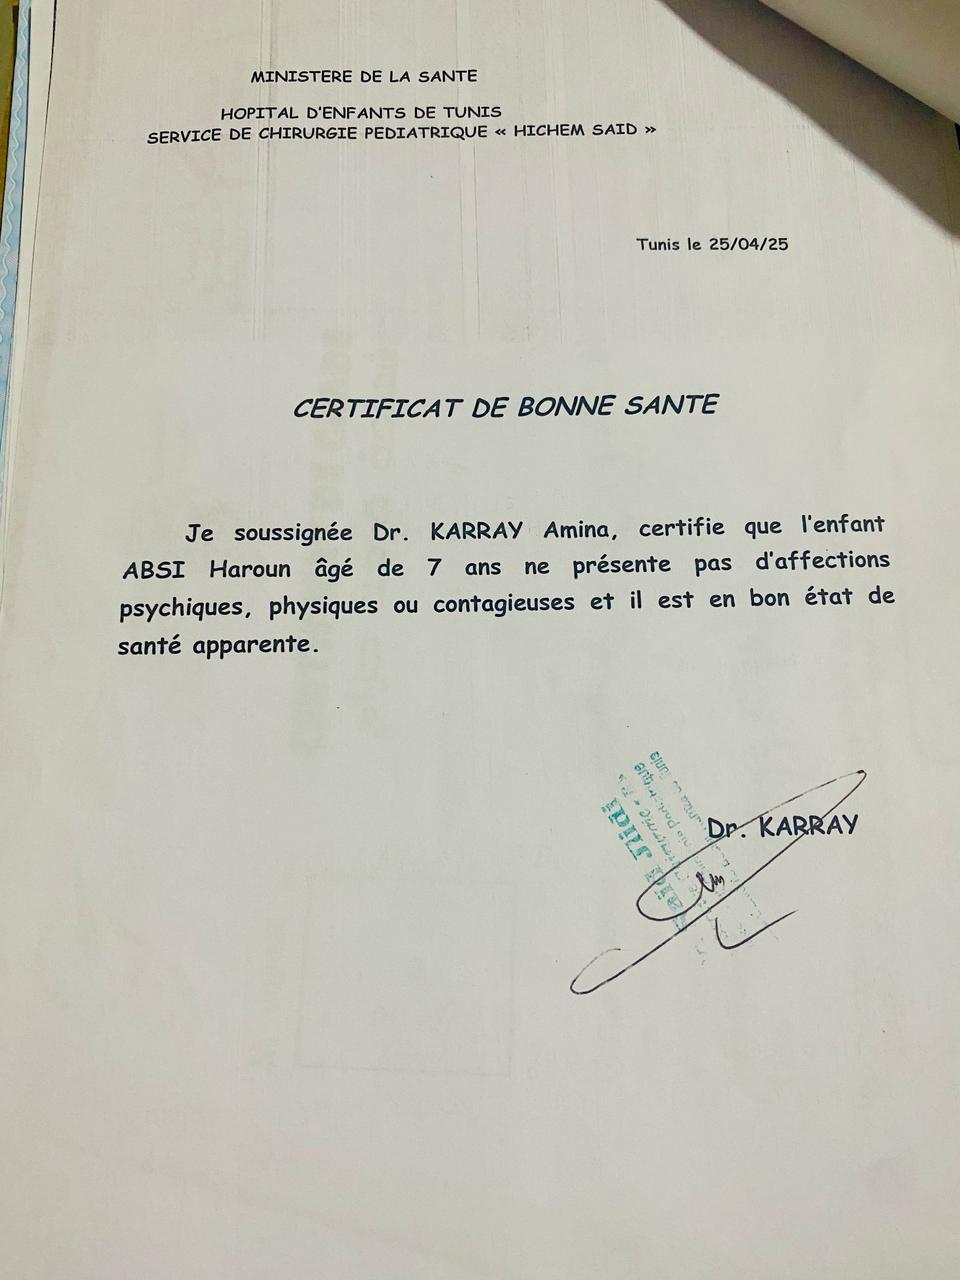 MINISTERE DE LA SANTE
HOPITAL D'ENFANTS DE TUNIS
SERVICE DE CHIRURGIE PEDIATRIQUE « HICHEM SAID »
Tunis le 25/04/25
CERTIFICAT DE BONNE SANTE
Je soussignée Dr. KARRAY Amina, certifie que l'enfant
ABSI Haroun âgé de 7 ans ne présente pas d'affections
psychiques, physiques ou contagieuses et il est en bon état de
santé apparente.
Dr. KARRAY